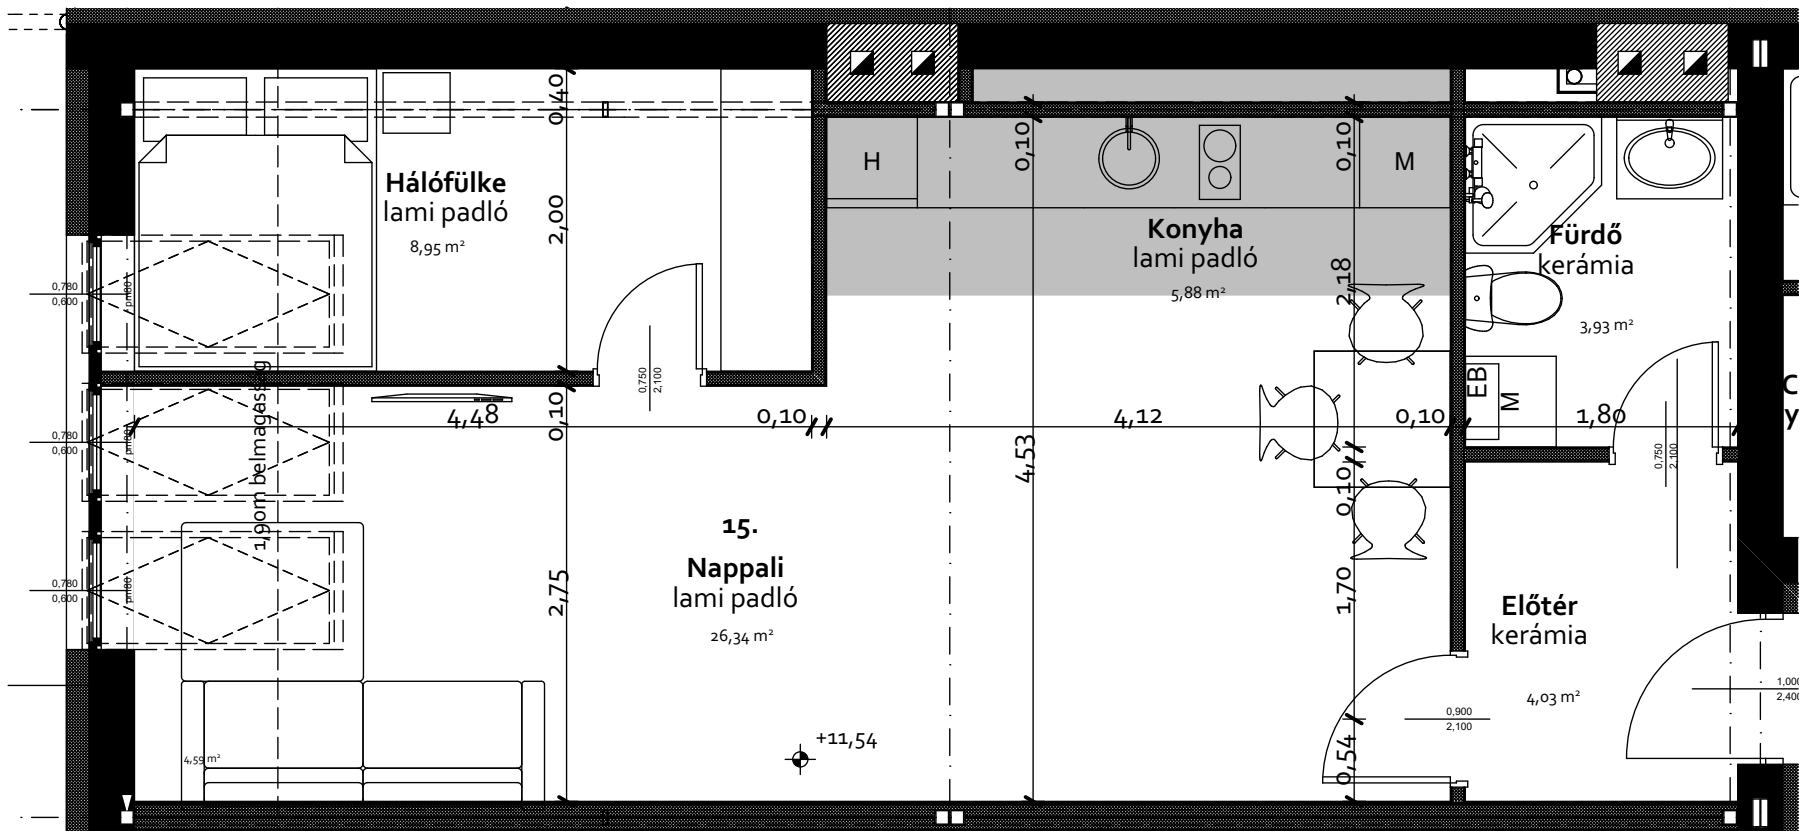 Hálófülke
lami padló
8,95 m²
0,40
2,00
0,10
2,75
H
M
0,10
0,10
Konyha
lami padló
5,88 m²
2,18
Fürdő
kerámia
3,93 m²
EB
M
0,780
0,600
pm80
0,780
0,600
pm80
0,780
0,600
pm80
1,90m belmagasság
0,750
2,100
4,48
0,10
4,12
0,10
1,80
4,53
0,10
1,70
0,54
0,750
2,100
15.
Nappali
lami padló
26,34 m²
+11,54
4,59 m²
Előtér
kerámia
4,03 m²
0,900
2,100
1,000
2,400
C
y